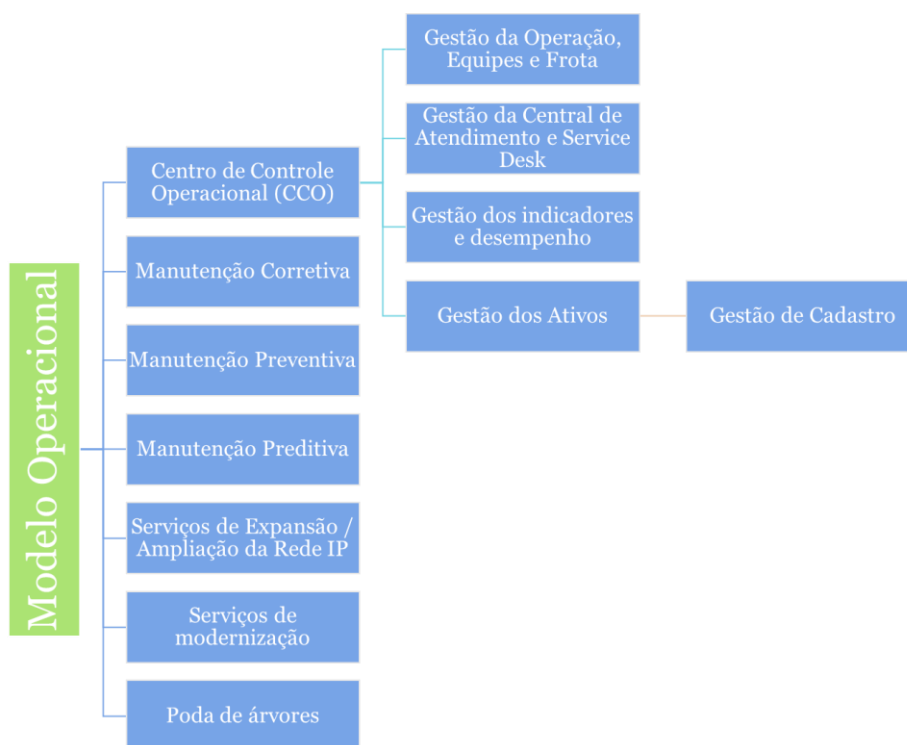 Modelo Operacional
Centro de Controle
Operacional (CCO)
Gestão da Operação,
Equipes e Frota
Gestão da Central de
Atendimento e Service
Desk
Gestão dos indicadores
e desempenho
Gestão dos Ativos
Gestão de Cadastro
Manutenção Corretiva
Manutenção Preventiva
Manutenção Preditiva
Serviços de Expansão /
Ampliação da Rede IP
Serviços de
modernização
Poda de árvores